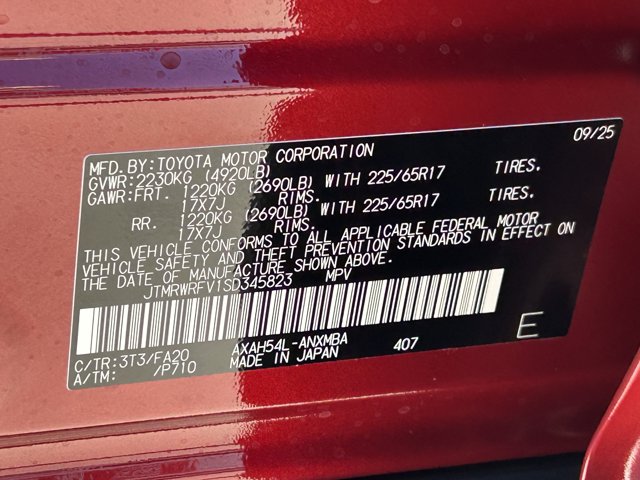 09/25
MFD. BY: TOYOTA MOTOR CORPORATION
GVWR: 2230KG (4920LB)
GAWR: FRT. 1220KG (2690LB) WITH 225/65R17 TIRES.
17X7J RIMS.
RR. 1220KG (2690LB) WITH 225/65R17 TIRES.
17X7J RIMS.
THIS VEHICLE CONFORMS TO ALL APPLICABLE FEDERAL MOTOR
VEHICLE SAFETY AND THEFT PREVENTION STANDARDS IN EFFECT ON
THE DATE OF MANUFACTURE SHOWN ABOVE.
JTMRWRFV1SD345823 MPV
C/TR: 3T3/FA20 AXAH54L-ANXMBA 407
A/TM: /P710 MADE IN JAPAN
E